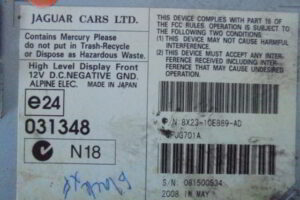 JAGUAR CARS LTD.
Contains Mercury Please
do not put in Trash-Recycle
or Dispose as Hazardous Waste.
High Level Display Front
12V D.C.NEGATIVE GND.
ALPINE ELEC. MADE IN JAPAN
e24
031348
N18
THIS DEVICE COMPLIES WITH PART 15 OF
THE FCC RULES. OPERATION IS SUBJECT TO
THE FOLLOWING TWO CONDITIONS:
(1) THIS DEVICE MAY NOT CAUSE HARMFUL
INTERFERENCE.
(2) THIS DEVICE MUST ACCEPT ANY INTER-
FERENCE RECEIVED INCLUDING INTER-
FERENCE THAT MAY CAUSE UNDESIRED
OPERATION.
P/N 8X23-10E889-AD
S/N: 081500534
2008 IN MAY